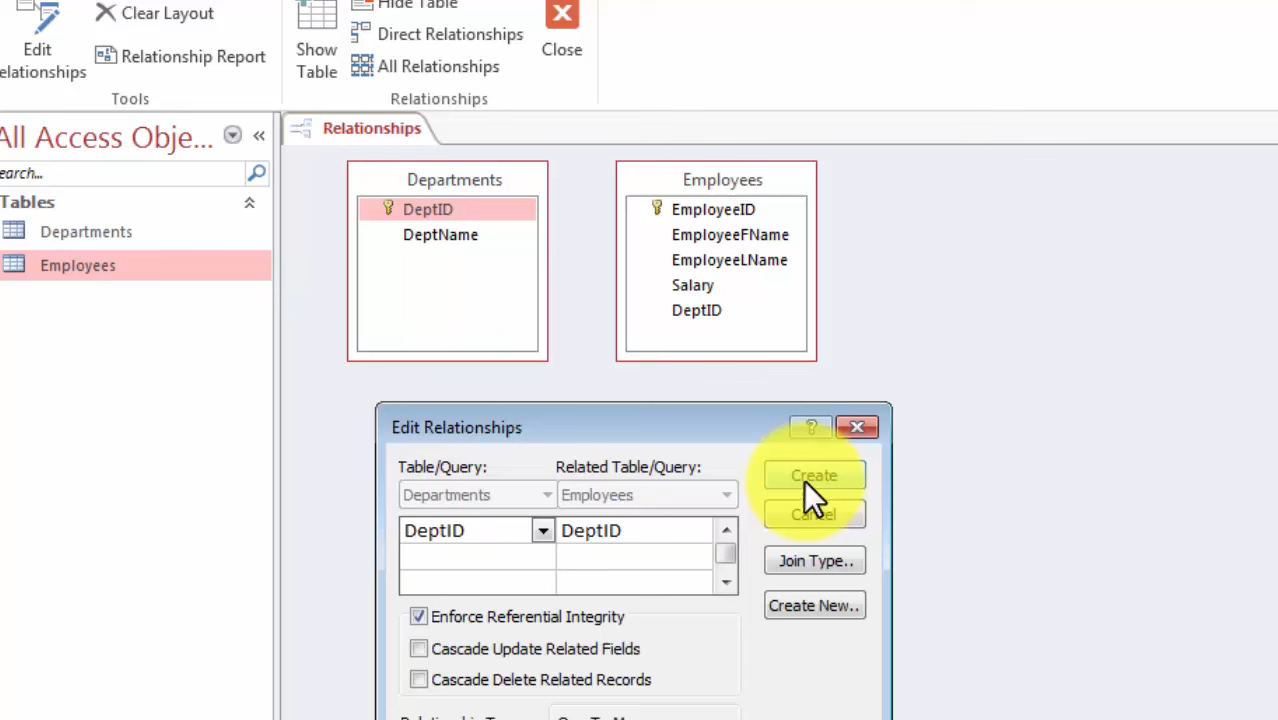 Clear Layout
Hide Table
Edit
elationships
Relationship Report
Show
Table
Direct Relationships
All Relationships
Close
Tools
Relationships
All Access Obje...
earch...
Tables
Departments
Employees
Relationships
Departments
DeptID
DeptName
Employees
EmployeeID
EmployeeFName
EmployeeLName
Salary
DeptID
Edit Relationships
?
Table/Query:
Related Table/Query:
Departments
Employees
DeptID
DeptID
Create
Cancel
Join Type..
Create New..
Enforce Referential Integrity
Cascade Update Related Fields
Cascade Delete Related Records